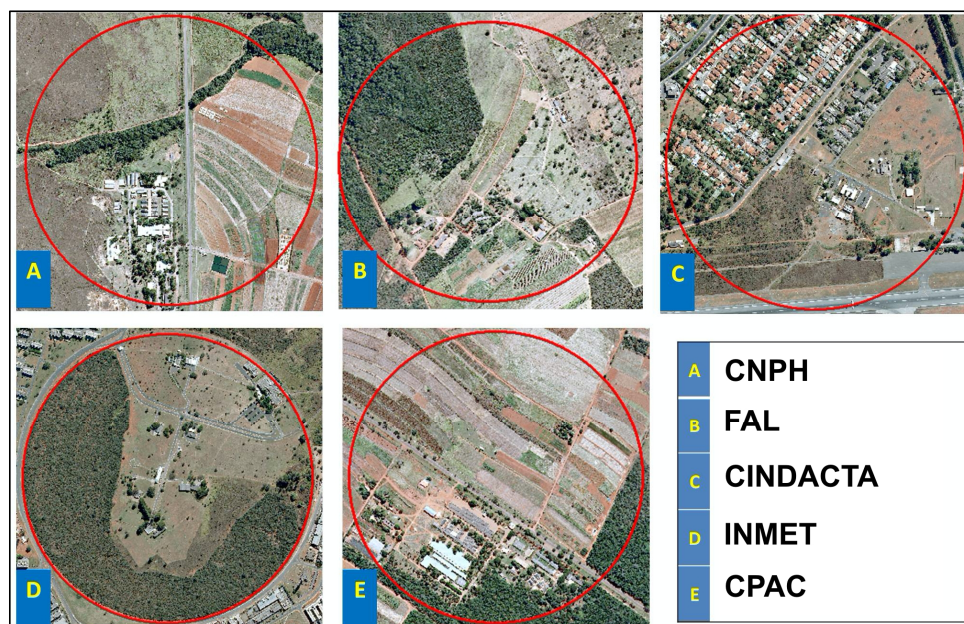 A
B
C
D
E
A CNPH
B FAL
C CINDACTA
D INMET
E CPAC